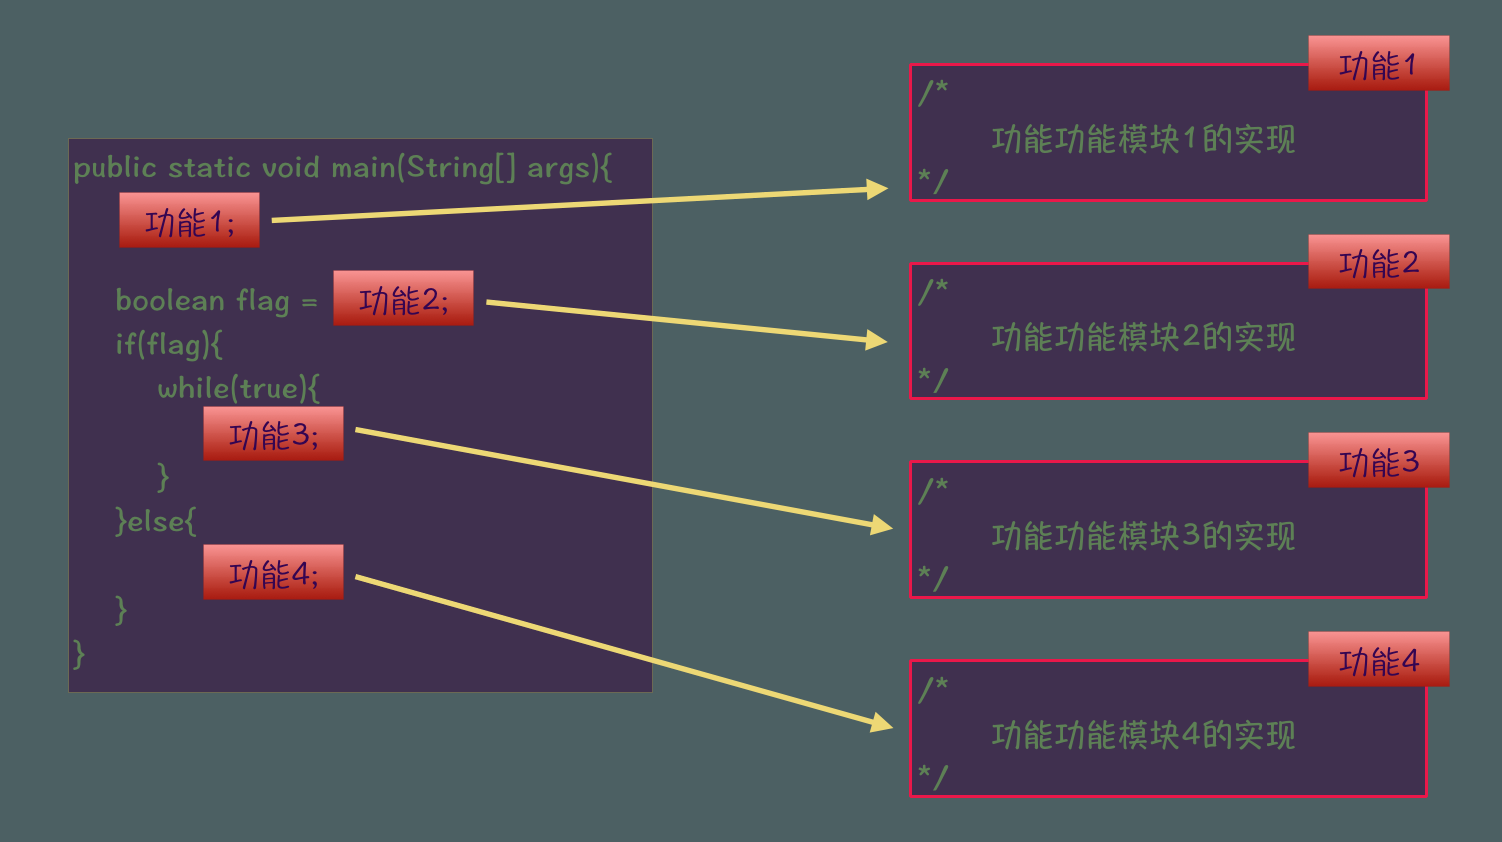 public static void main(String[] args){
功能1;
boolean flag = 功能2;
if(flag){
while(true){
功能3;
}
}else{
功能4;
}
}
功能1
/*
功能功能模块1的实现
*/
功能2
/*
功能功能模块2的实现
*/
功能3
/*
功能功能模块3的实现
*/
功能4
/*
功能功能模块4的实现
*/